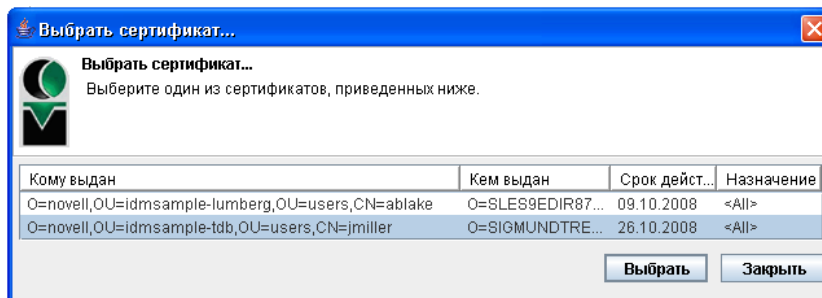 Выбрать сертификат...
Выбрать сертификат...
Выберите один из сертификатов, приведенных ниже.
Кому выдан Кем выдан Срок дейст... Назначение
O=novell,OU=idmsample-lumberg,OU=users,CN=ablake O=SLES9EDIR87... 09.10.2008 <All>
O=novell,OU=idmsample-tdb,OU=users,CN=jmiller O=SIGMUNDTRE... 26.10.2008 <All>
Выбрать Закрыть